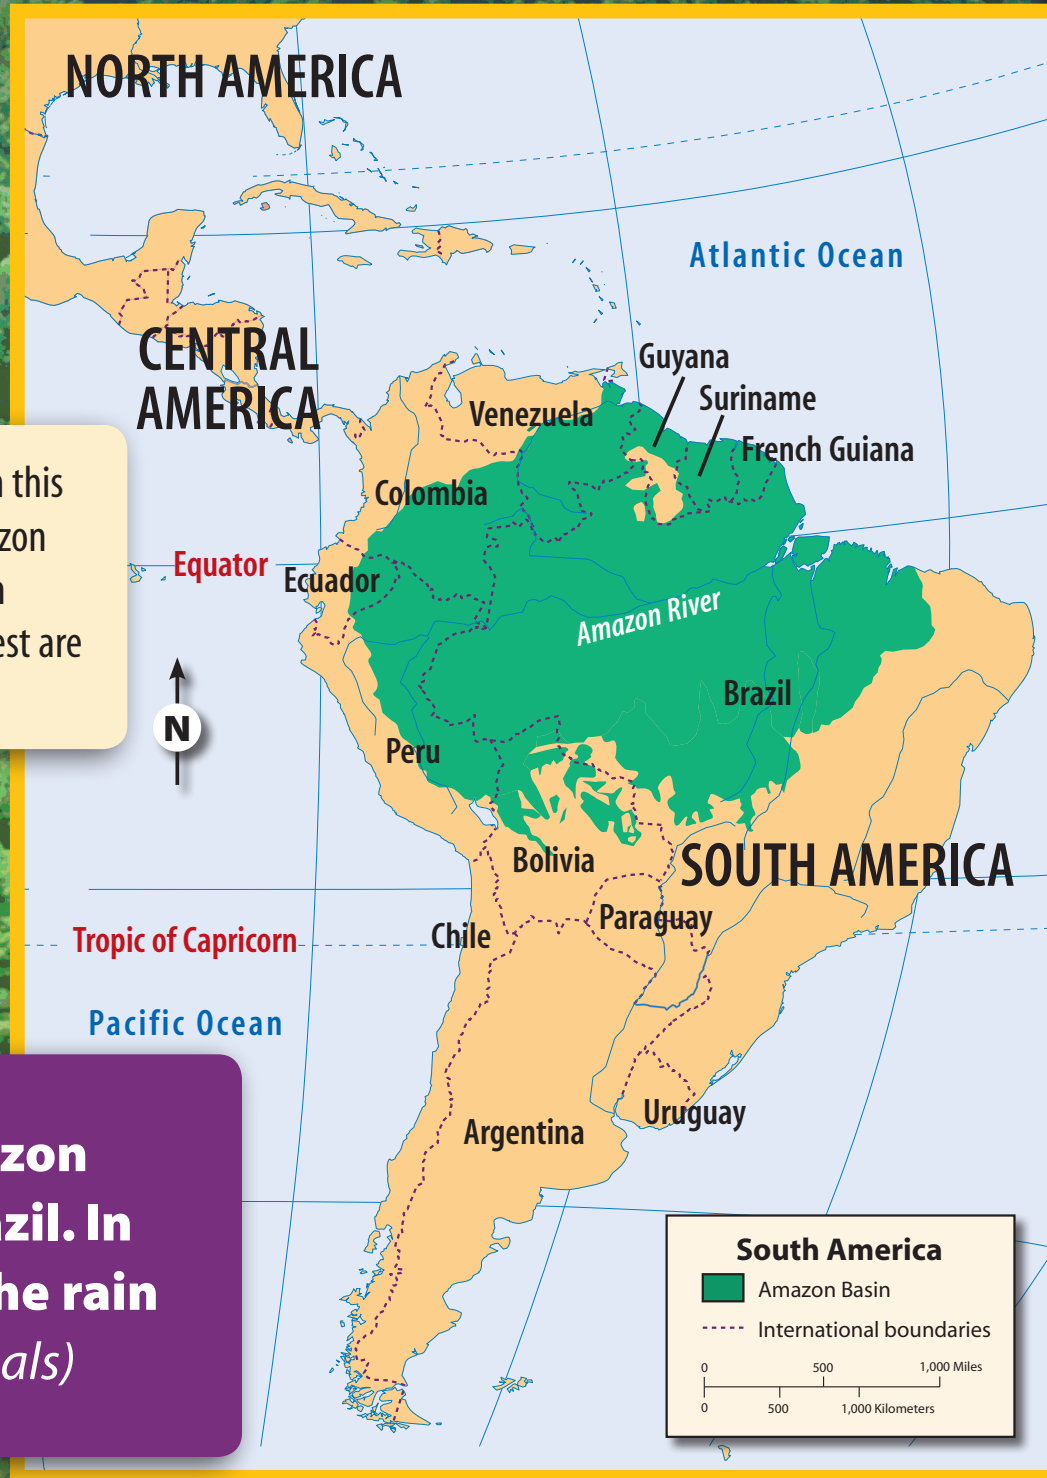 NORTH AMERICA
Atlantic Ocean
CENTRAL
AMERICA
Guyana
Suriname
French Guiana
Venezuela
Colombia
this
zon
est are
Equator
Ecuador
Amazon River
Brazil
N
Peru
Bolivia
SOUTH AMERICA
Paraguay
Chile
Tropic of Capricorn
Pacific Ocean
zon
zil. In
he rain
als)
Argentina
Uruguay
South America
Amazon Basin
International boundaries
0 500 1,000 Miles
0 500 1,000 Kilometers